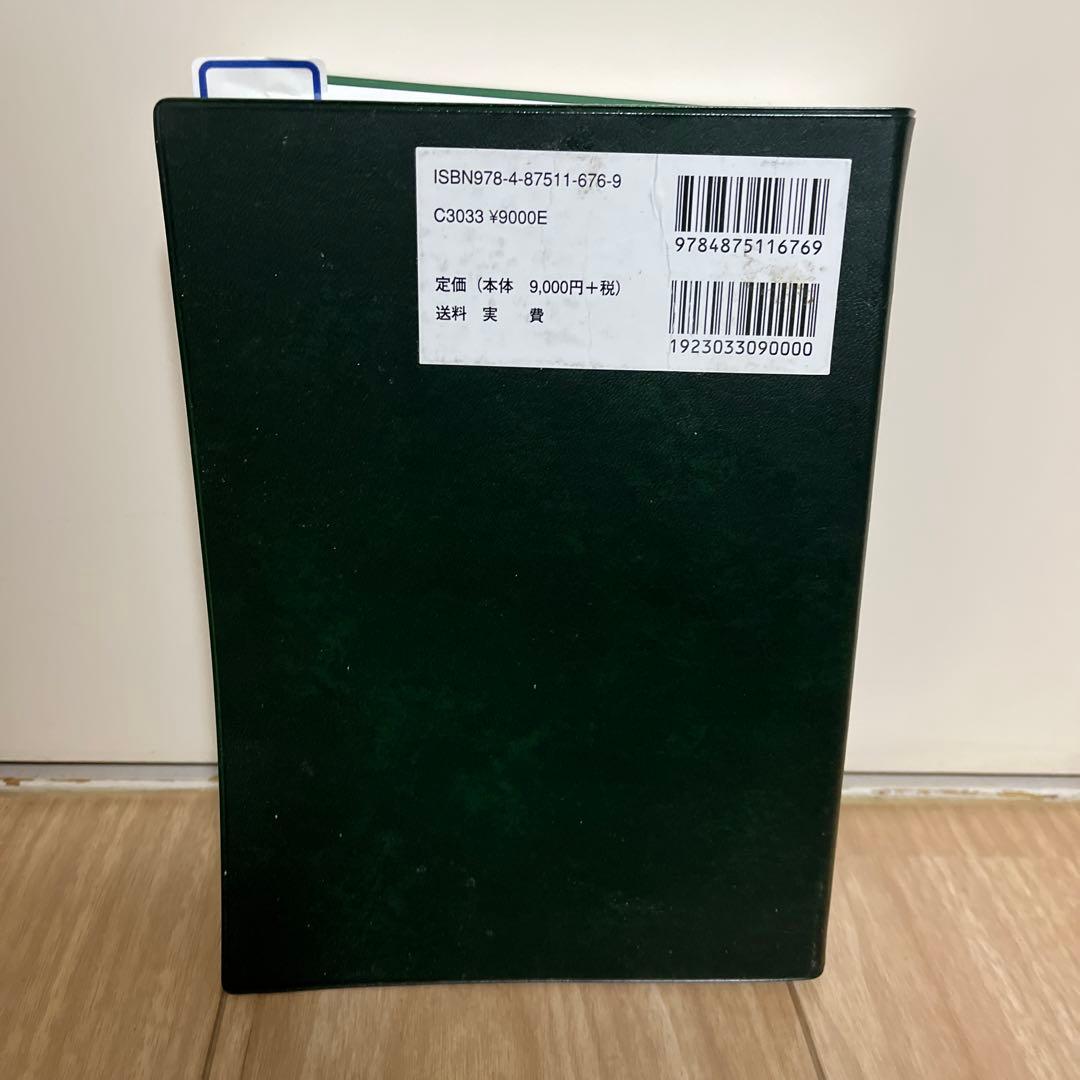 ISBN978-4-87511-676-9
C3033 ¥9000E
9784875116769
定価（本体　9,000円＋税）
送料　実　　費
1923033090000